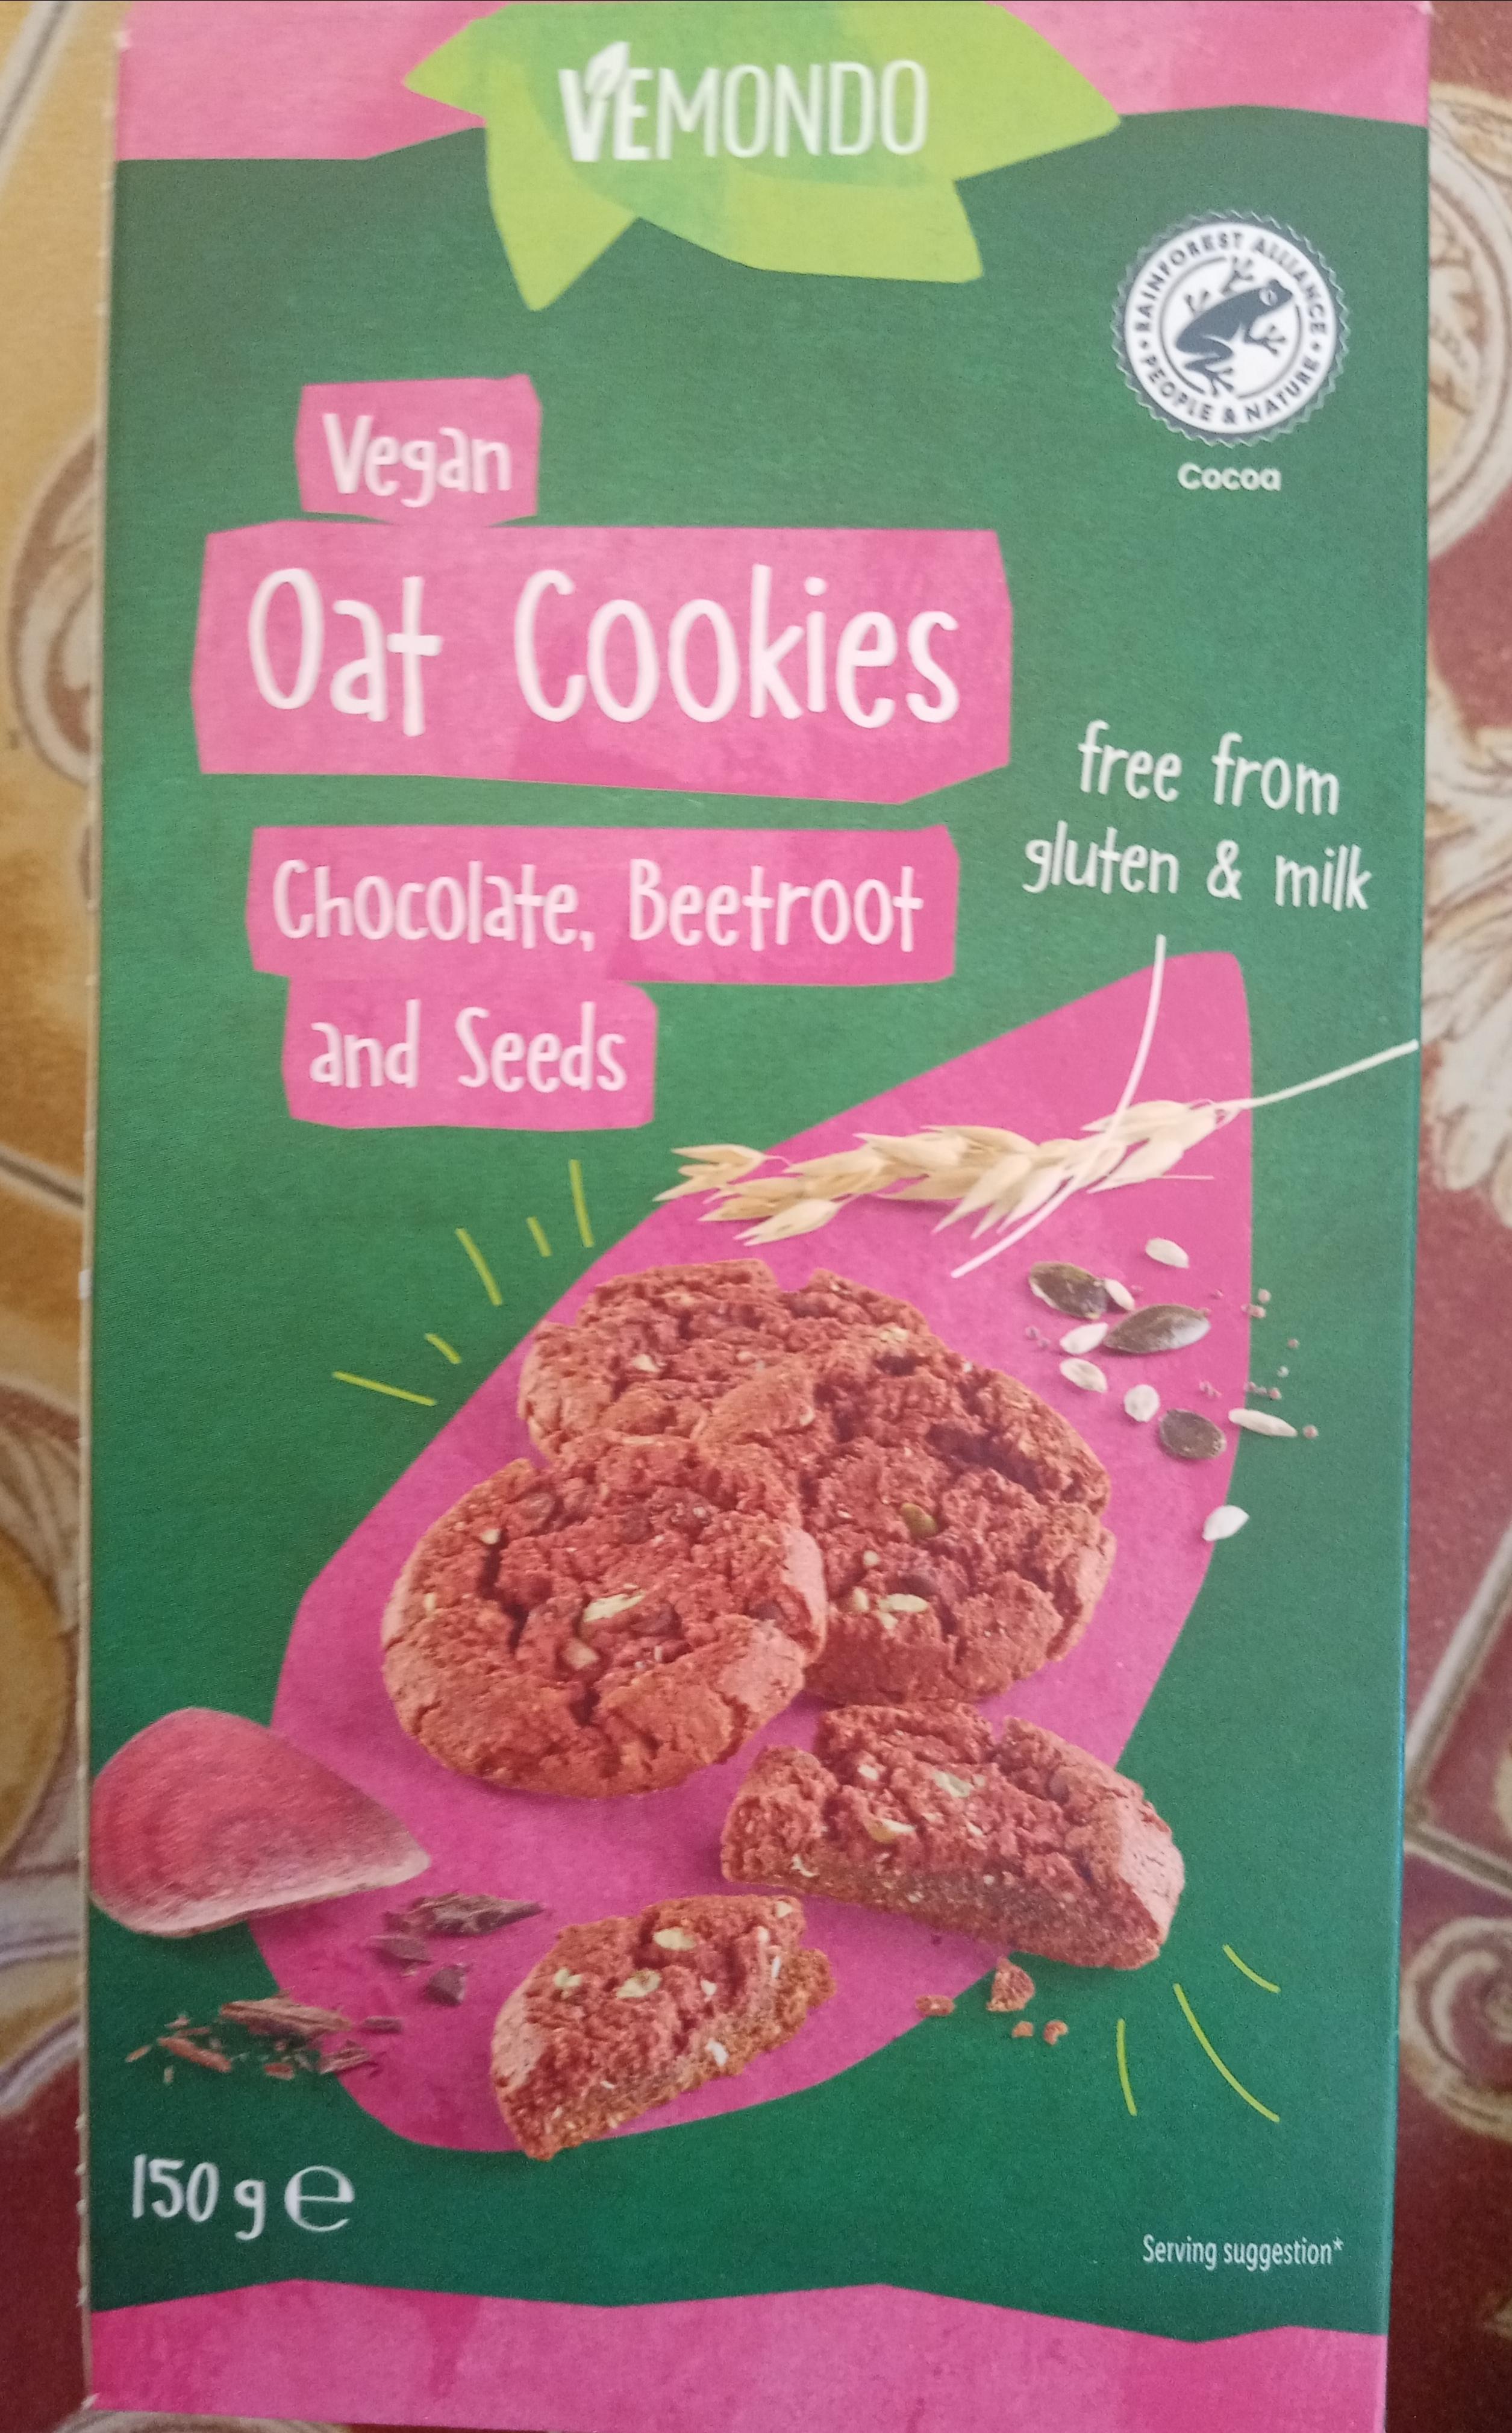 VEMONDO
RAINFOREST ALLIANCE
• PEOPLE & NATURE •
Cocoa
Vegan
Oat Cookies
free from
gluten & milk
Chocolate, Beetroot
and Seeds
150 g ℮
Serving suggestion*